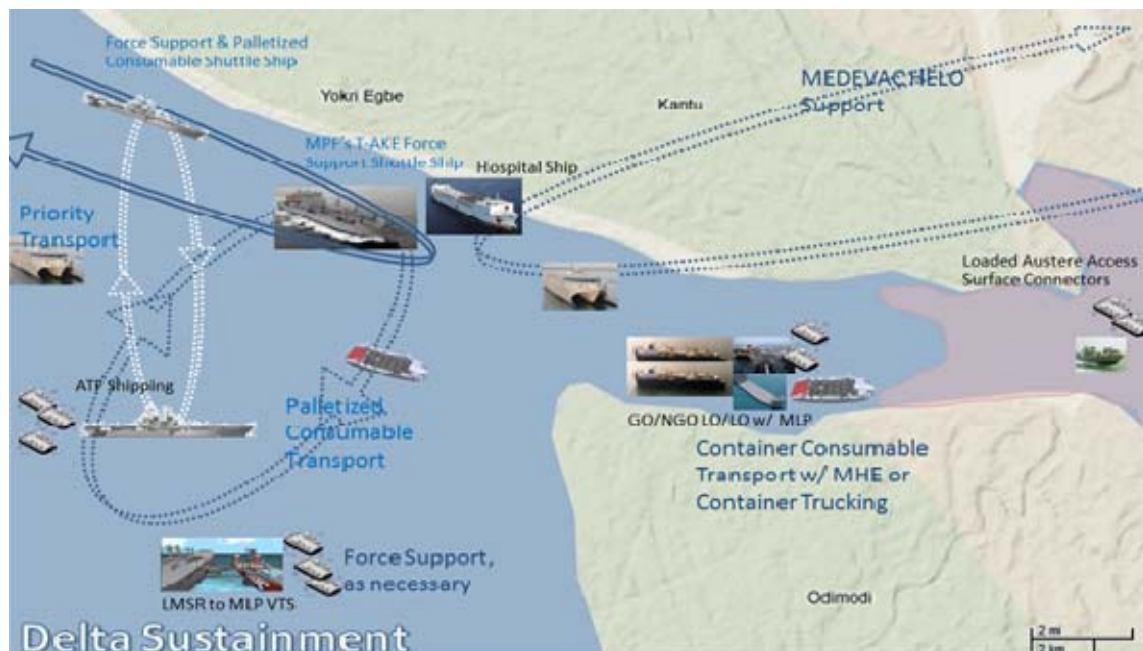 Force Support & Palletized
Consumable Shuttle Ship
Yokri Egbe
Kantu
MEDEVAC HELO
Support
MPF's T-AKE Force
Support Shuttle Ship
Hospital Ship
Priority
Transport
Loaded Austere Access
Surface Connectors
ATF Shipping
Palletized
Consumable
Transport
GO/NGO LO/LO w/ MLP
Container Consumable
Transport w/ MHE or
Container Trucking
Force Support,
as necessary
LMSR to MLP VTS
Odimodi
Delta Sustainment
2 mi
2 km